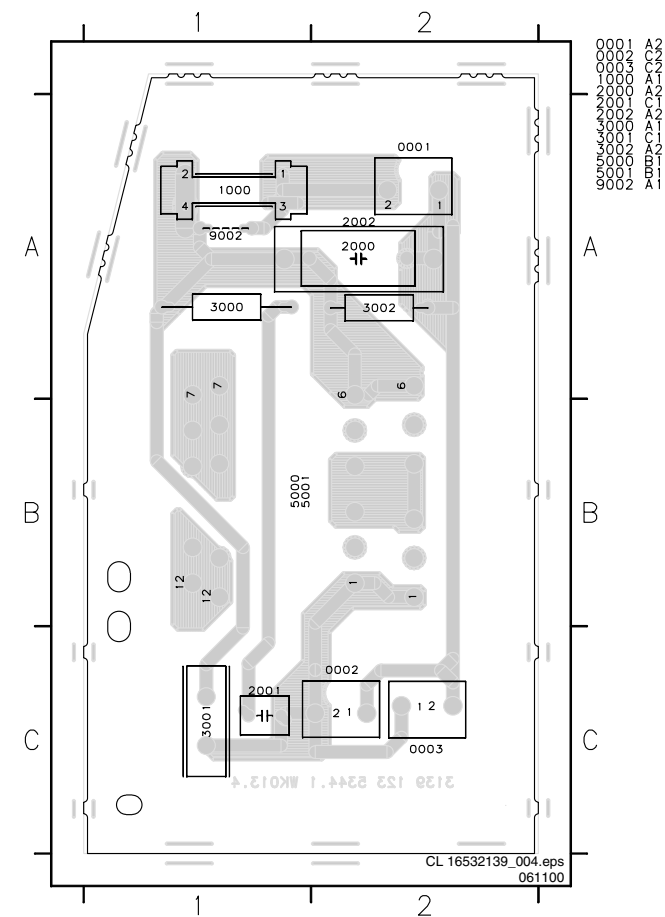 1 2
0001 A2
0002 C2
0003 C2
1000 A1
2000 A2
2001 C1
2002 A2
3000 A1
3001 C1
3002 A2
5000 B1
5001 B1
9002 A1
0001
2 1
1000
4 3
2 1
2002
9002
A 2000 A
3000 3002
7 7 6 6
5000
5001
B B
12 12 1 1
0002
2001
3001 2 1 1 2
C C
0003
3139 123 5344.1 WK013.4
CL 16532139_004.eps
061100
1 2